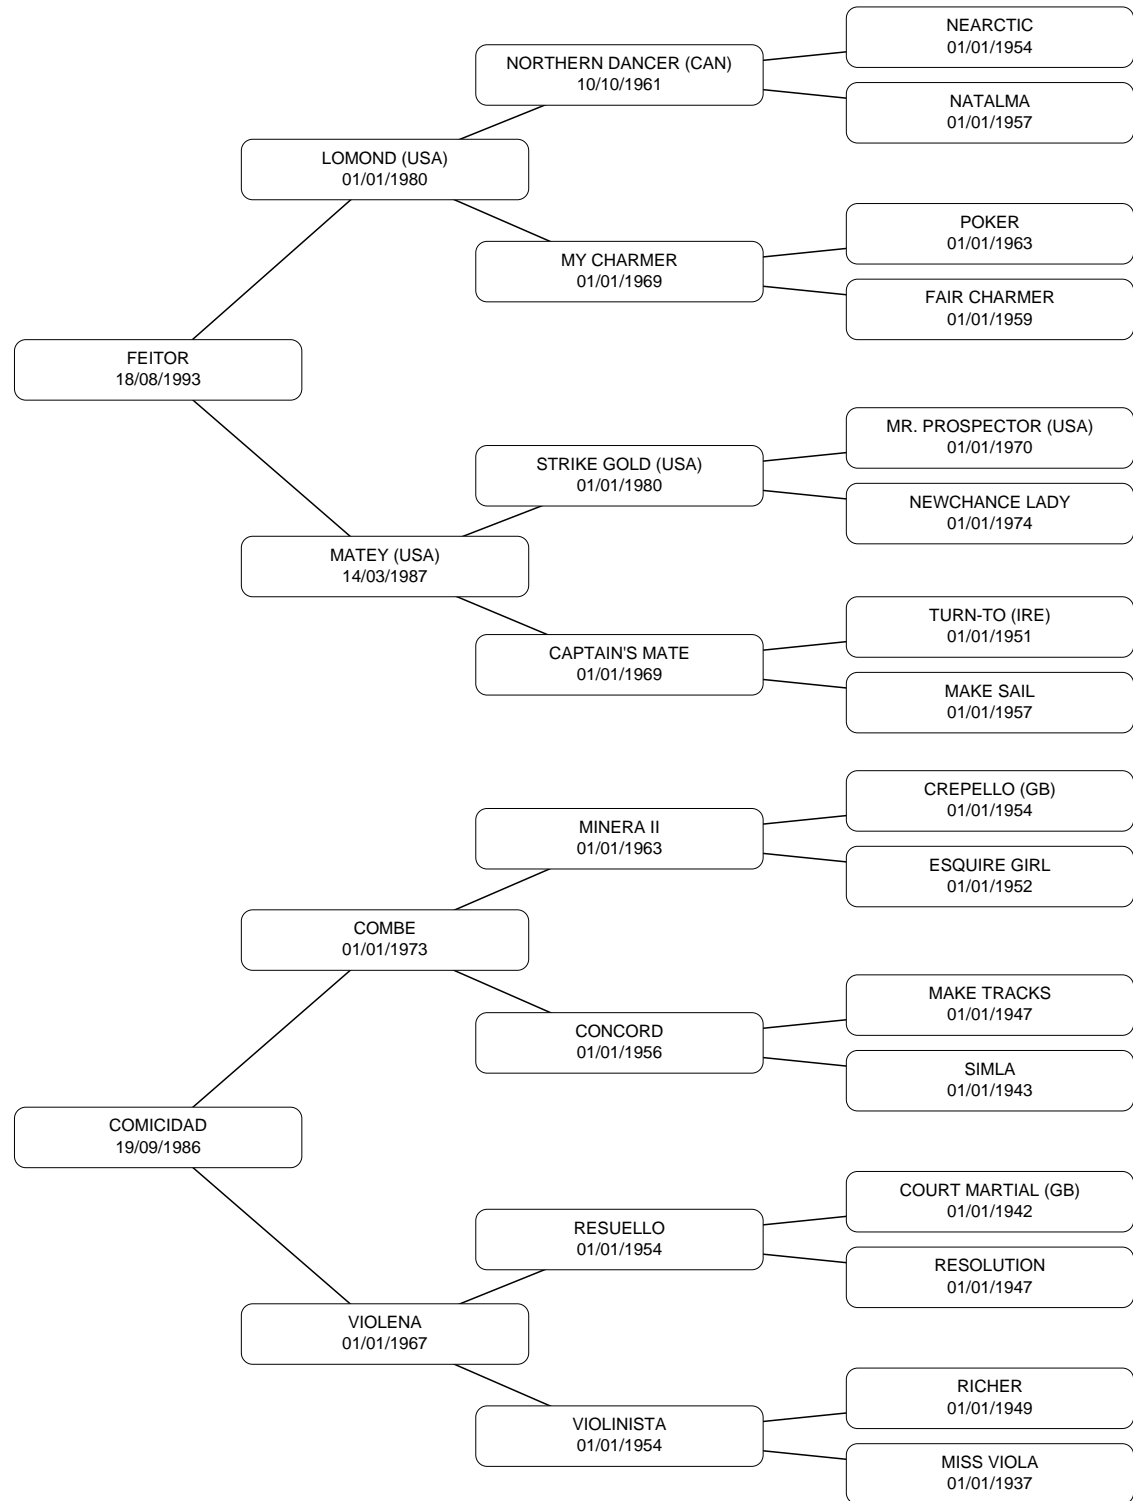 NEARCTIC
01/01/1954
NORTHERN DANCER (CAN)
10/10/1961
NATALMA
01/01/1957
LOMOND (USA)
01/01/1980
POKER
01/01/1963
MY CHARMER
01/01/1969
FAIR CHARMER
01/01/1959
FEITOR
18/08/1993
MR. PROSPECTOR (USA)
01/01/1970
STRIKE GOLD (USA)
01/01/1980
NEWCHANCE LADY
01/01/1974
MATEY (USA)
14/03/1987
TURN-TO (IRE)
01/01/1951
CAPTAIN'S MATE
01/01/1969
MAKE SAIL
01/01/1957
CREPELLO (GB)
01/01/1954
MINERA II
01/01/1963
ESQUIRE GIRL
01/01/1952
COMBE
01/01/1973
MAKE TRACKS
01/01/1947
CONCORD
01/01/1956
SIMLA
01/01/1943
COMICIDAD
19/09/1986
COURT MARTIAL (GB)
01/01/1942
RESUELLO
01/01/1954
RESOLUTION
01/01/1947
VIOLENA
01/01/1967
RICHER
01/01/1949
VIOLINISTA
01/01/1954
MISS VIOLA
01/01/1937